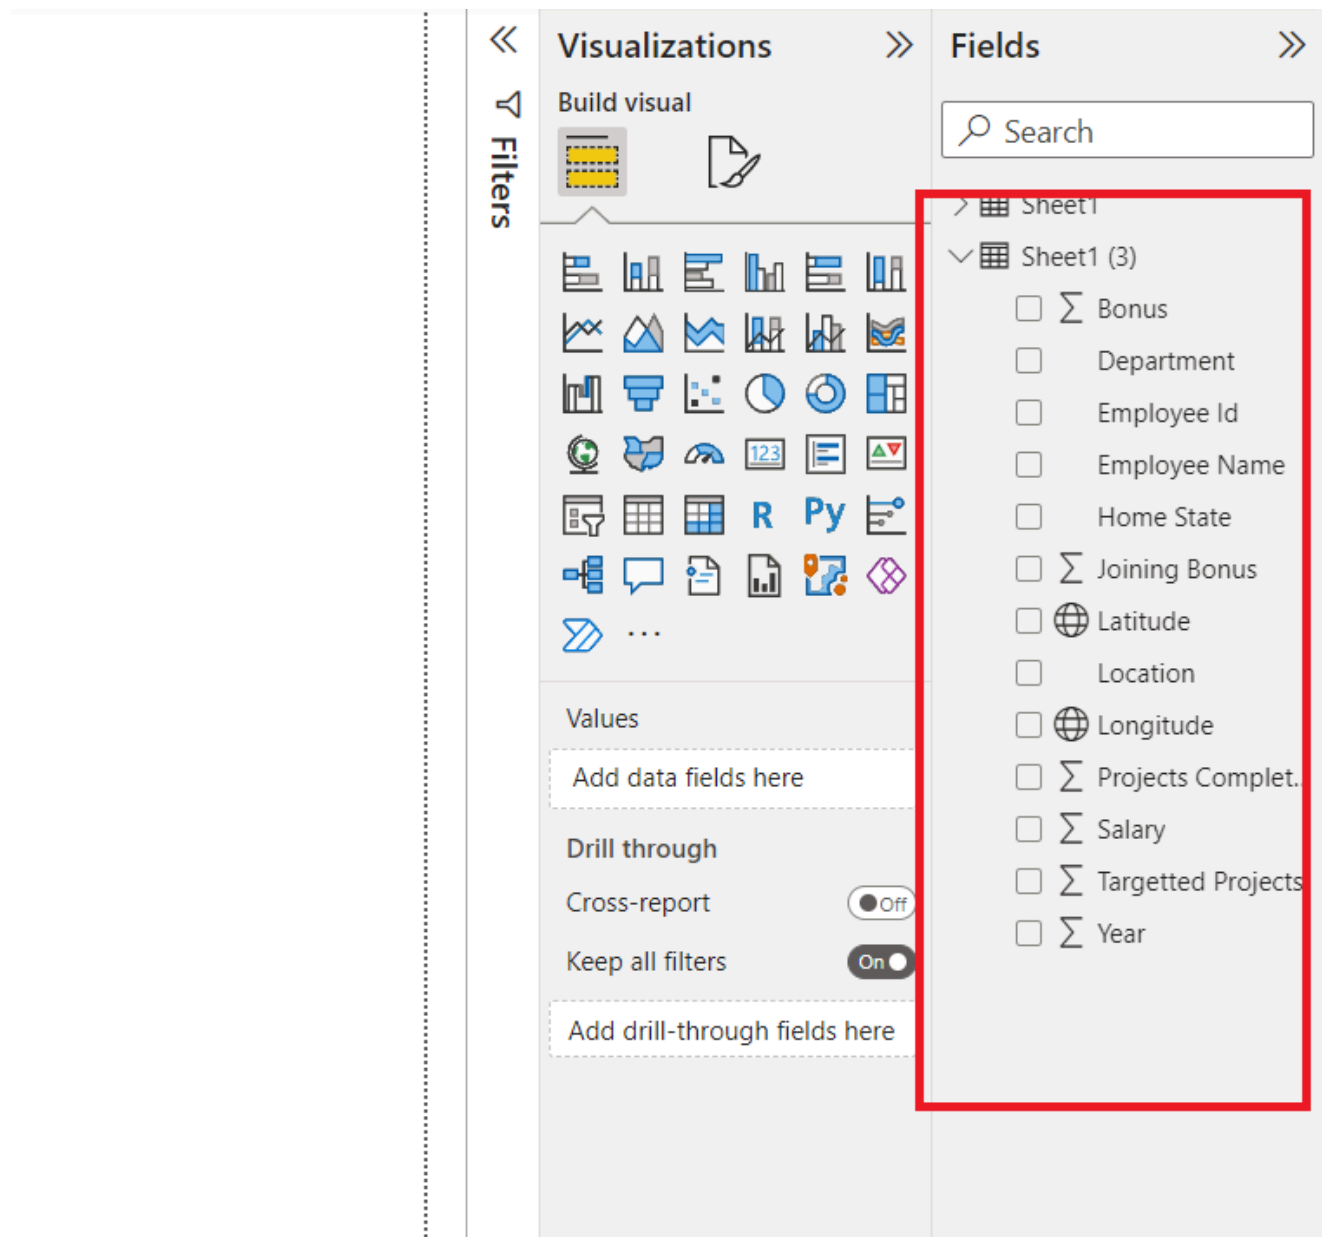 Filters
Visualizations
Build visual
123
R
Py
...
Values
Add data fields here
Drill through
Cross-report
Off
Keep all filters
On
Add drill-through fields here
Fields
Search
Sheet1
Sheet1 (3)
Bonus
Department
Employee Id
Employee Name
Home State
Joining Bonus
Latitude
Location
Longitude
Projects Complet..
Salary
Targetted Projects
Year